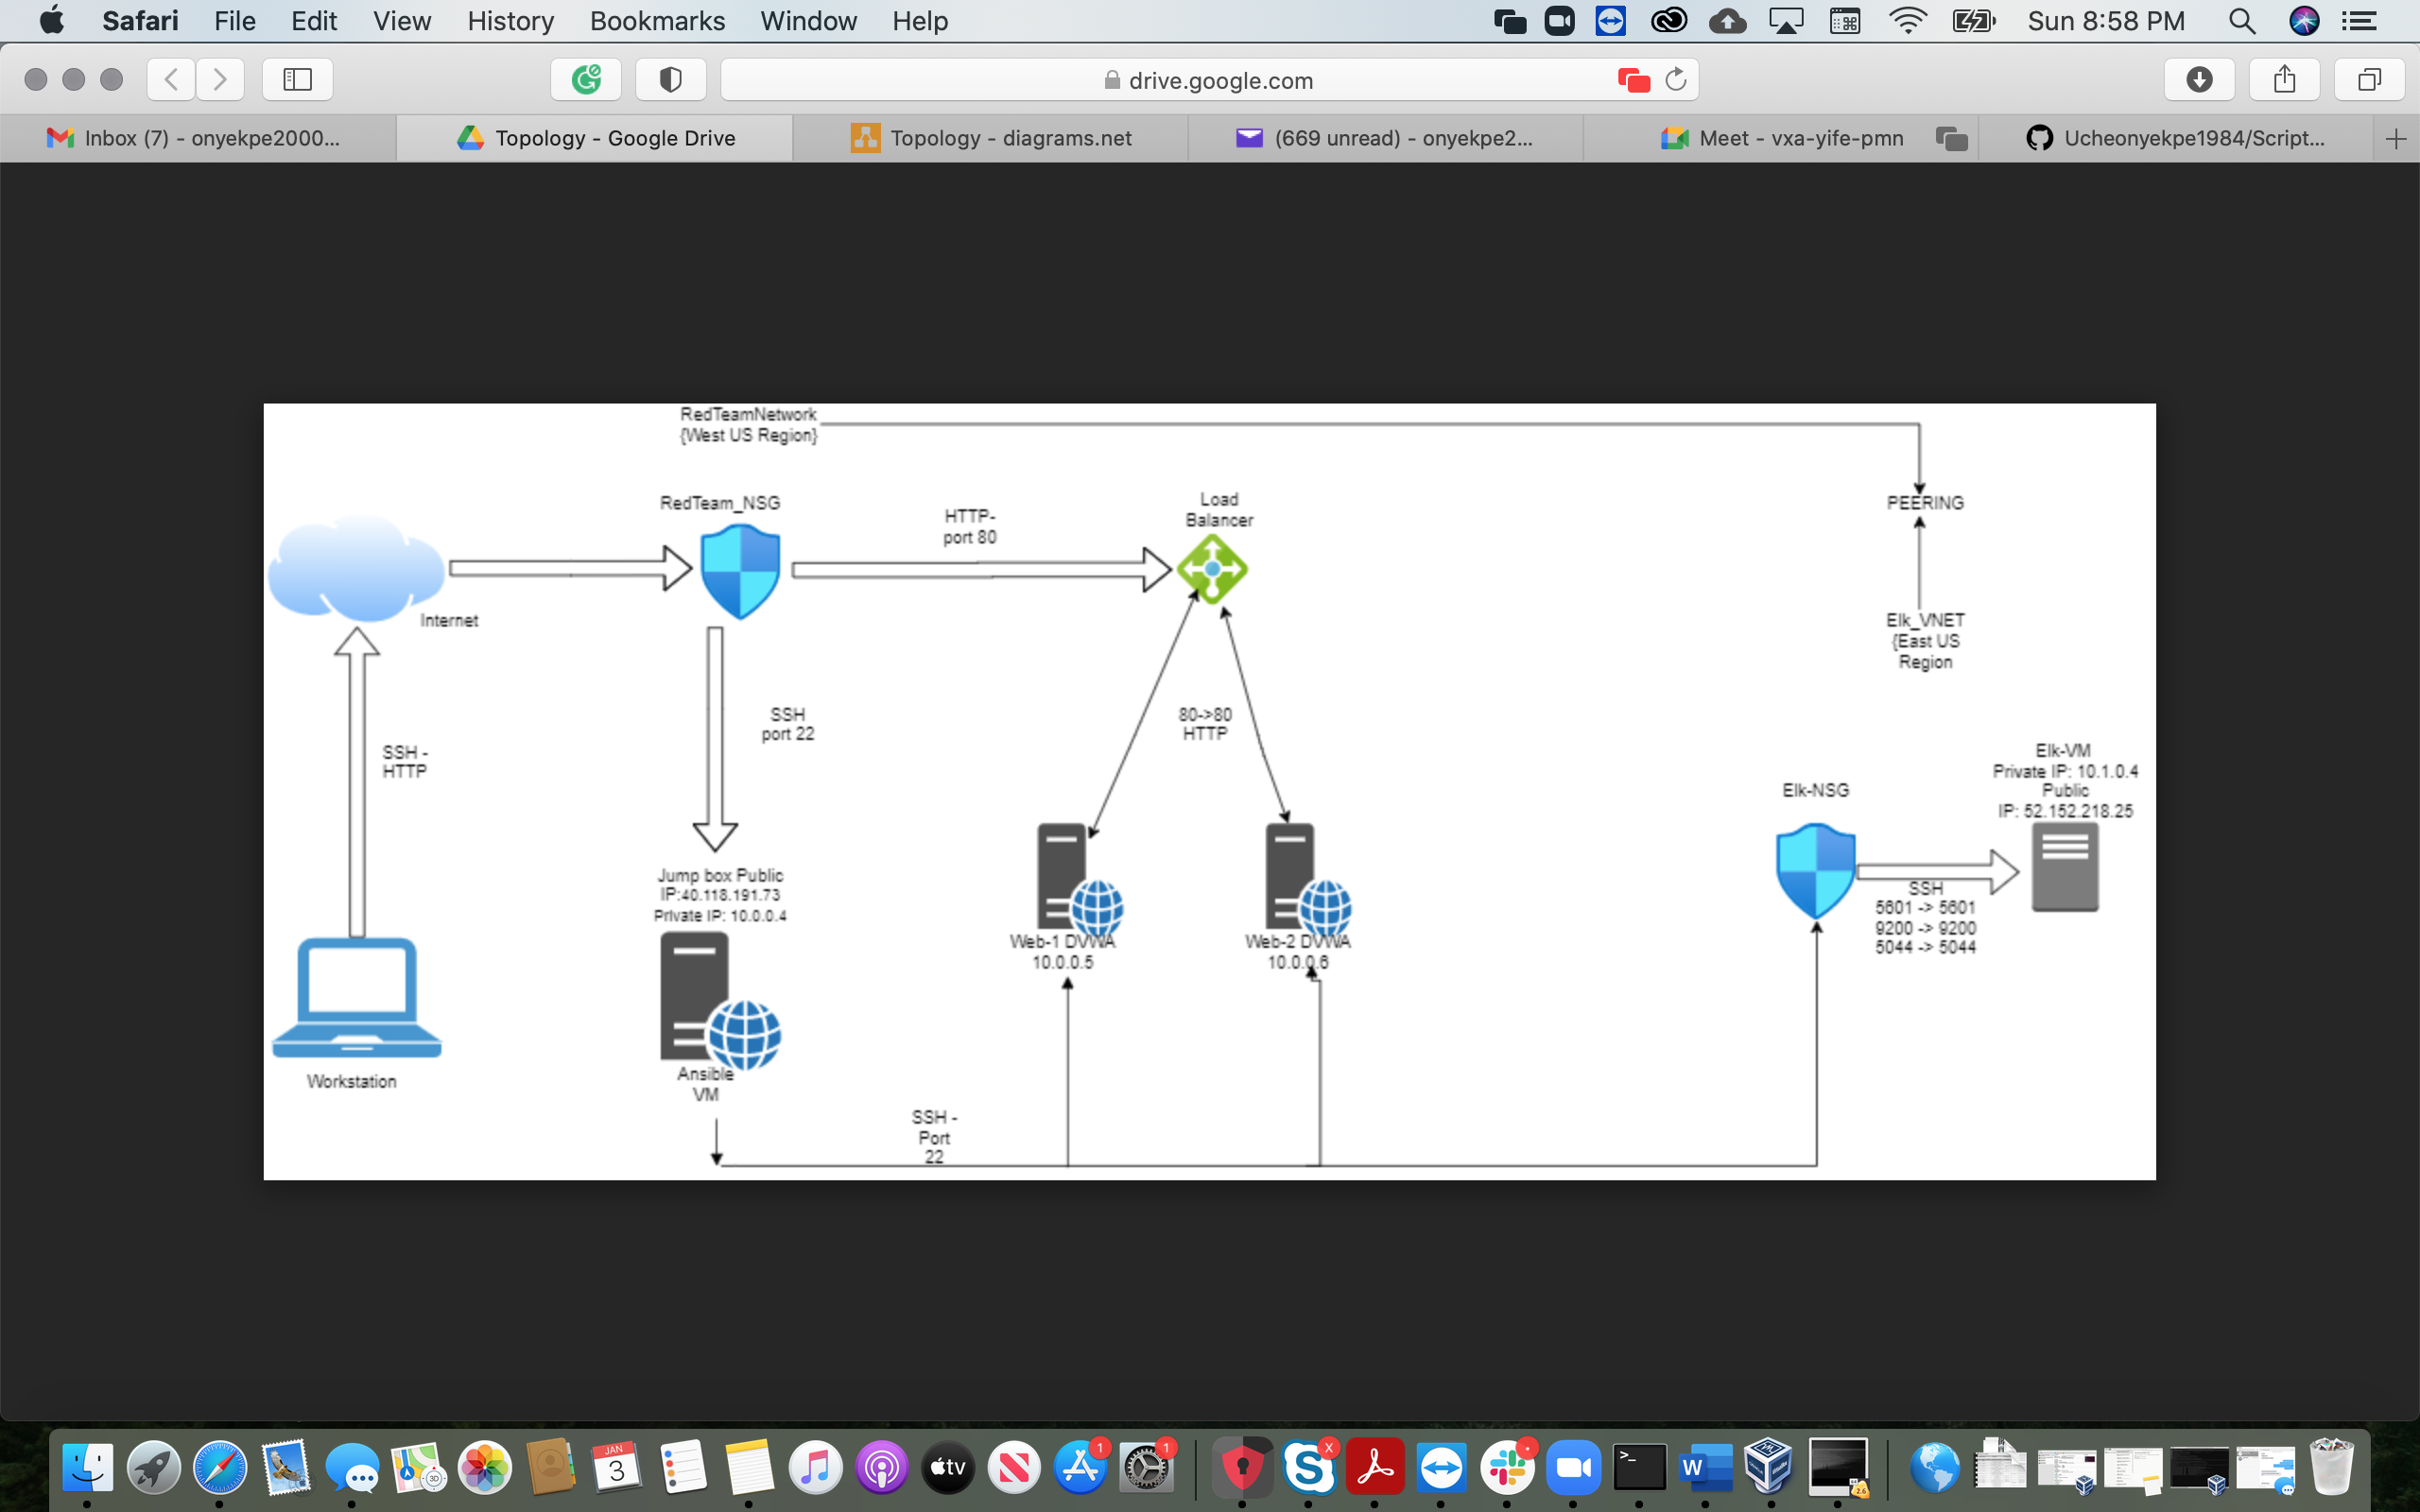 Safari File Edit View History Bookmarks Window Help Sun 8:58 PM
drive.google.com
Inbox (7) - onyekpe2000... Topology - Google Drive Topology - diagrams.net (669 unread) - onyekpe2... Meet - vxa-yife-pmn Ucheonyekpe1984/Script...
RedTeamNetwork
{West US Region}
RedTeam_NSG
HTTP-
port 80
Load
Balancer
PEERING
Internet
Elk_VNET
{East US
Region
SSH
port 22
80->80
HTTP
SSH -
HTTP
Elk-VM
Private IP: 10.1.0.4
Public
IP: 52.152.218.25
Elk-NSG
Jump box Public
IP:40.118.191.73
Private IP: 10.0.0.4
SSH
5601 -> 5601
9200 -> 9200
5044 -> 5044
Web-1 DVWA
10.0.0.5
Web-2 DVWA
10.0.0.6
Workstation
Ansible
VM
SSH -
Port
22
JAN
3
3D
tv
1
1
X
W
2.6